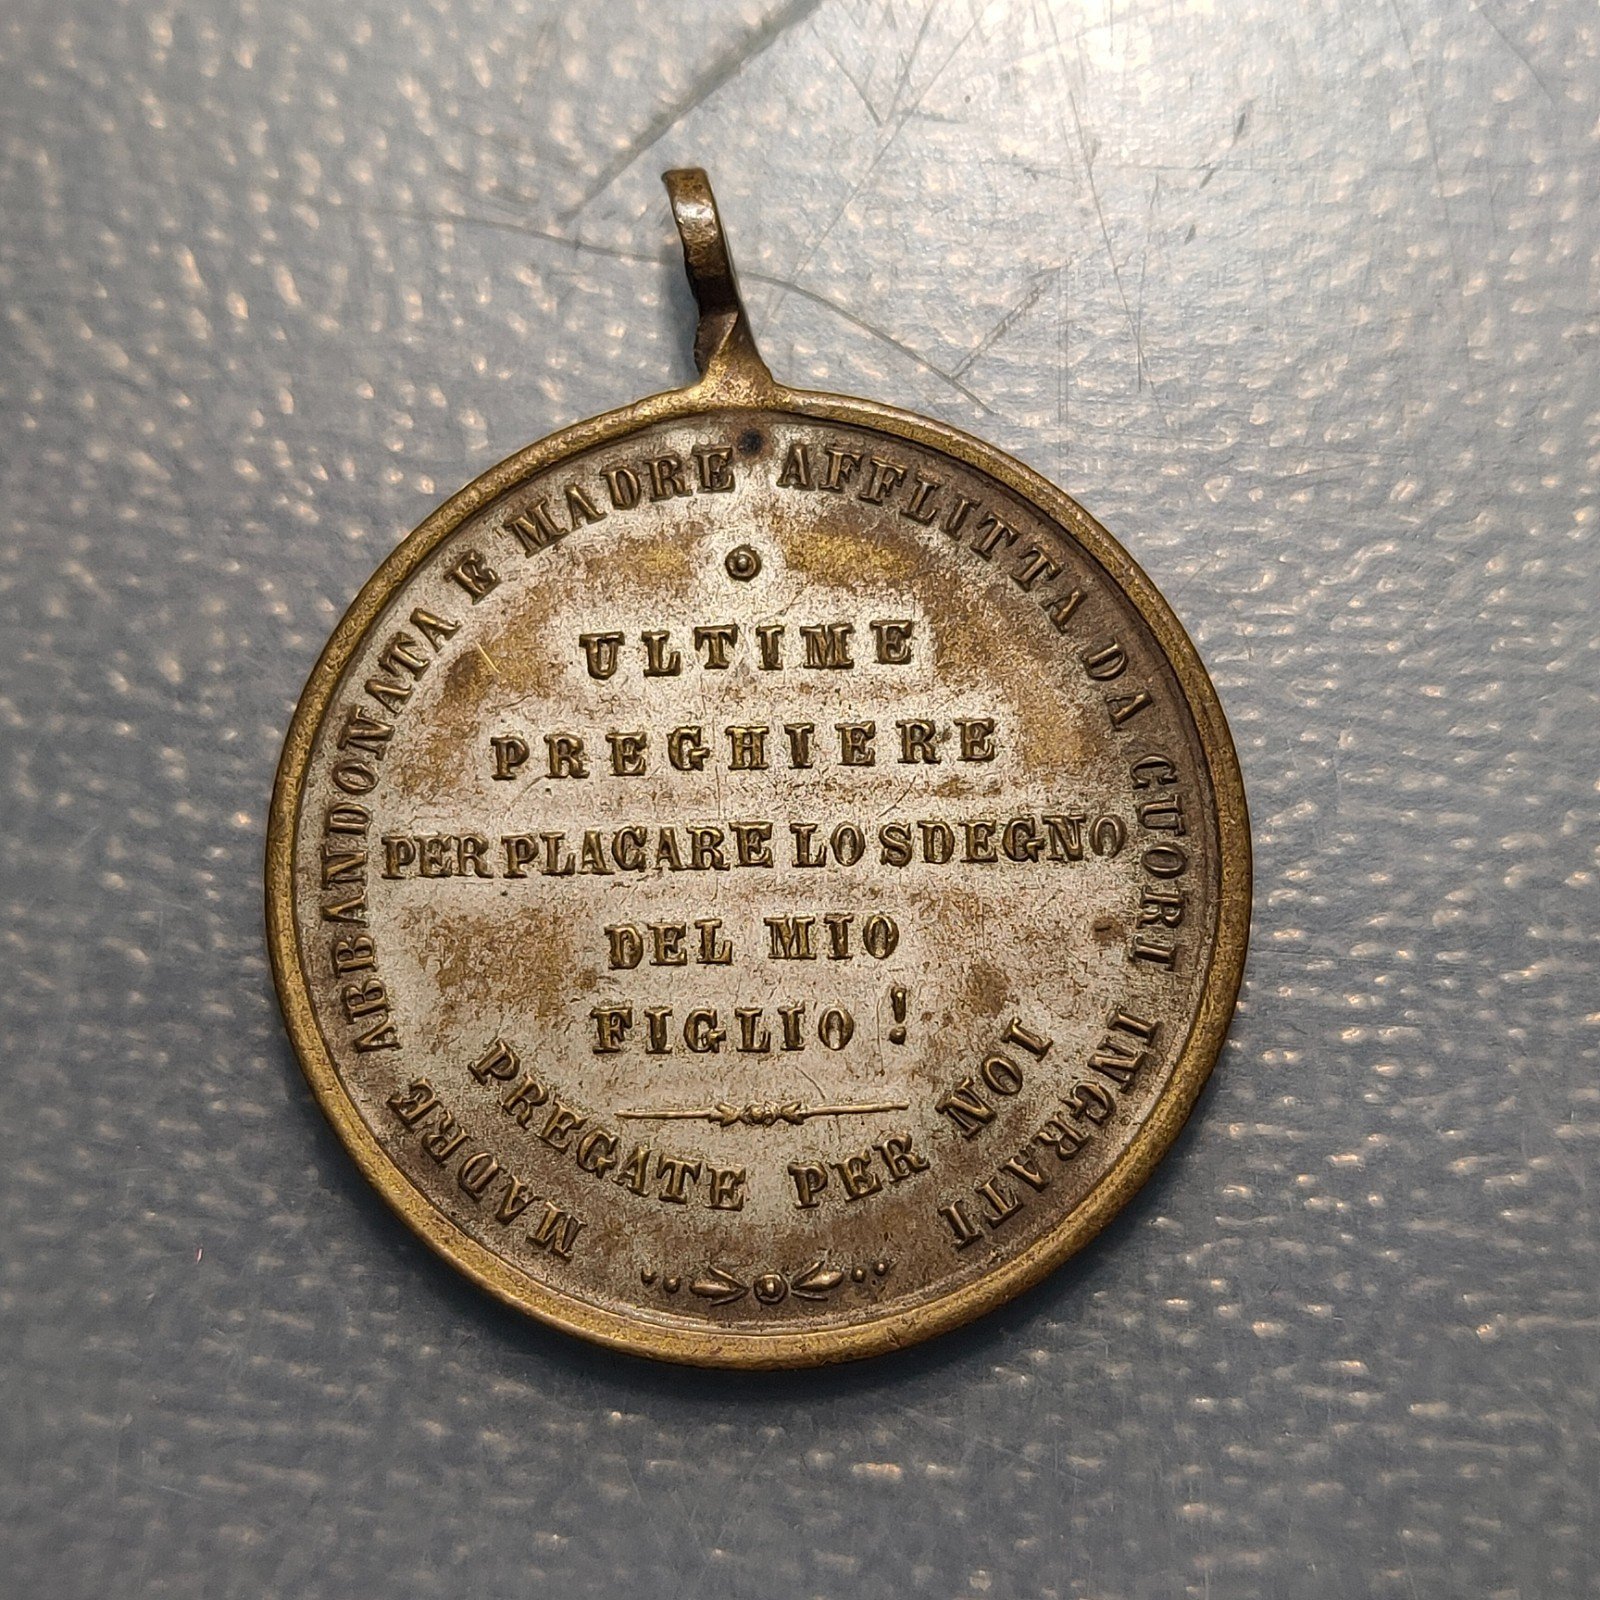 MADRE ABBANDONATA E MADRE AFFLITTA DA CUORI INGRATI
ULTIME
PREGHIERE
PER PLACARE LO SDEGNO
DEL MIO
FIGLIO !
PREGATE PER NOI